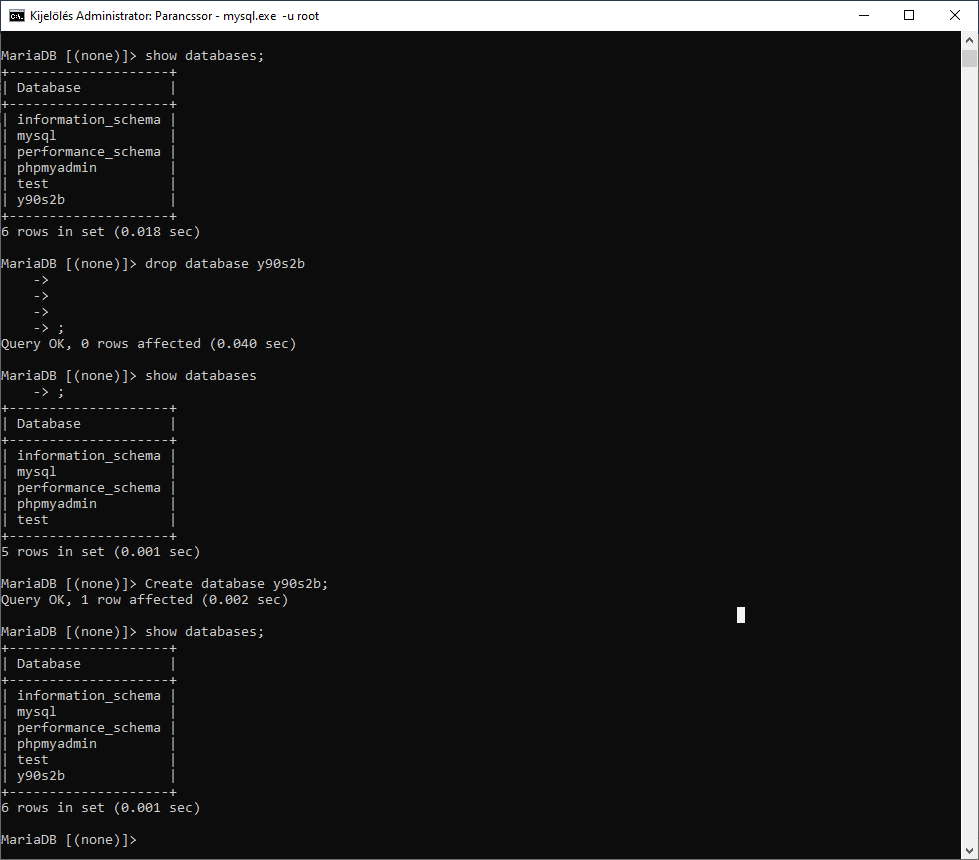 Kijelölés Administrator: Parancssor - mysql.exe  -u root
MariaDB [(none)]> show databases;
+--------------------+
| Database           |
+--------------------+
| information_schema |
| mysql              |
| performance_schema |
| phpmyadmin         |
| test               |
| y90s2b             |
+--------------------+
6 rows in set (0.018 sec)
MariaDB [(none)]> drop database y90s2b
    ->
    ->
    ->
    -> ;
Query OK, 0 rows affected (0.040 sec)
MariaDB [(none)]> show databases
    -> ;
+--------------------+
| Database           |
+--------------------+
| information_schema |
| mysql              |
| performance_schema |
| phpmyadmin         |
| test               |
+--------------------+
5 rows in set (0.001 sec)
MariaDB [(none)]> Create database y90s2b;
Query OK, 1 row affected (0.002 sec)
MariaDB [(none)]> show databases;
+--------------------+
| Database           |
+--------------------+
| information_schema |
| mysql              |
| performance_schema |
| phpmyadmin         |
| test               |
| y90s2b             |
+--------------------+
6 rows in set (0.001 sec)
MariaDB [(none)]>